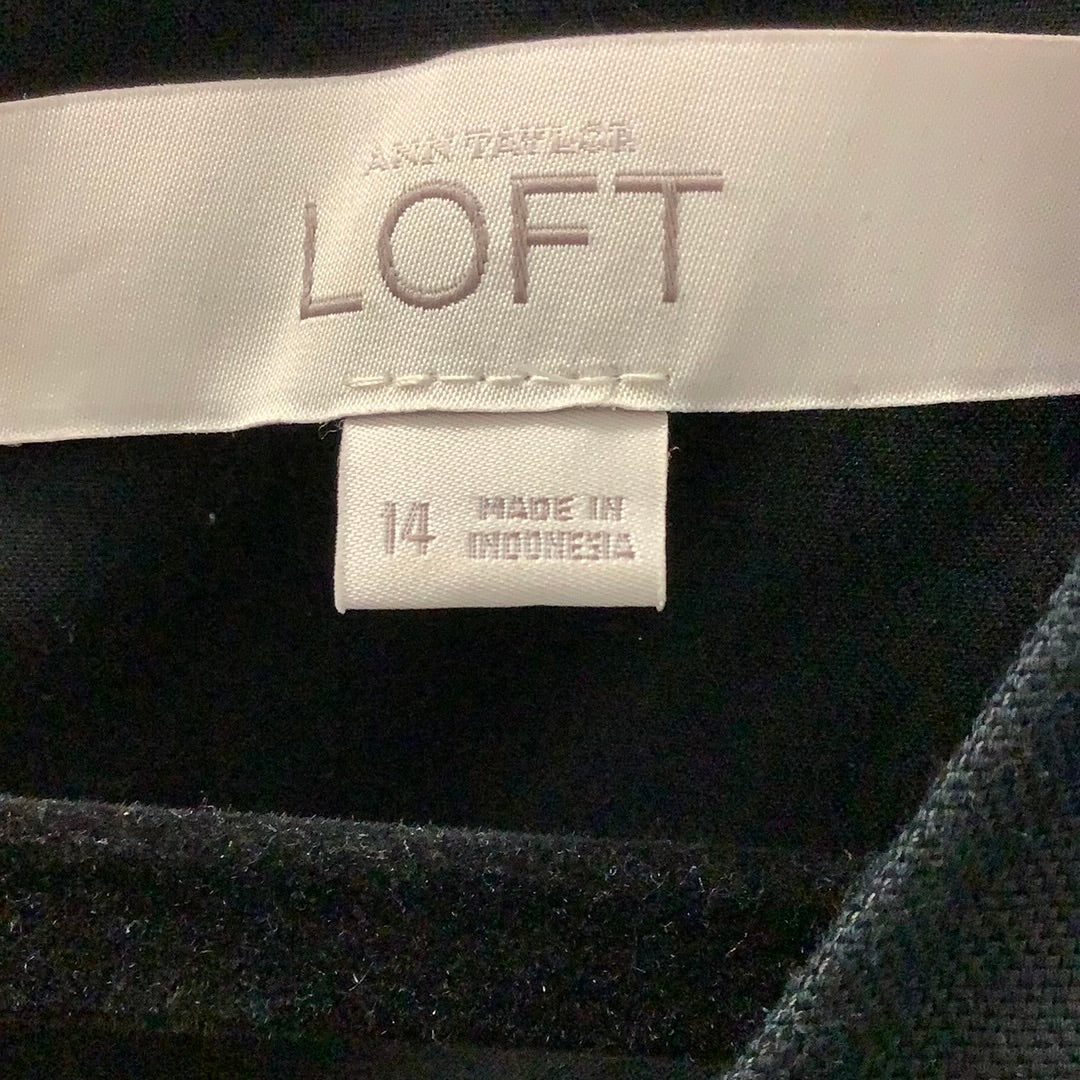 ANN TAYLOR
LOFT
14 MADE IN
INDONESIA